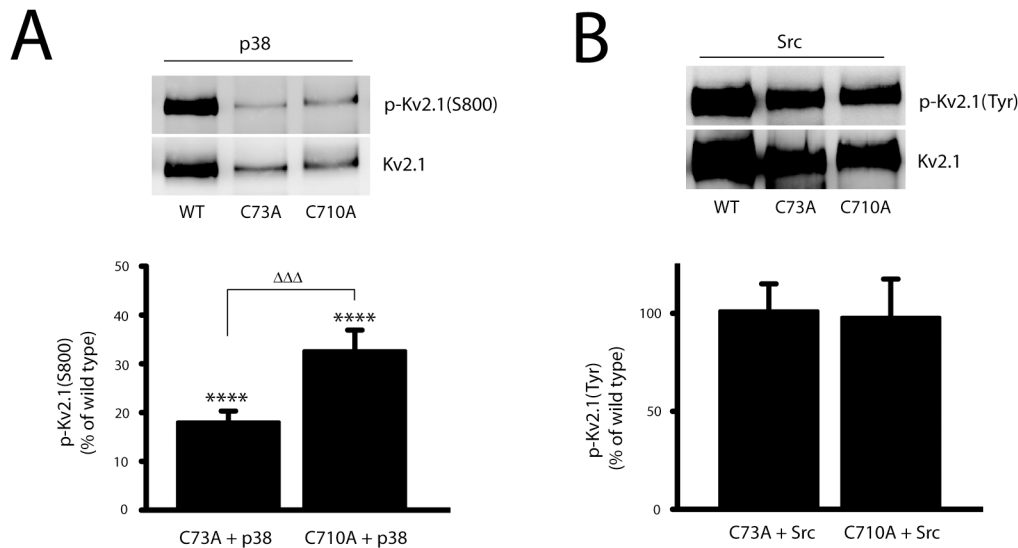 A
p38
p-Kv2.1(S800)
Kv2.1
WT C73A C710A
p-Kv2.1(S800)
(% of wild type)
50
40
30
20
10
0
ΔΔΔ
****
****
C73A + p38 C710A + p38
B
Src
p-Kv2.1(Tyr)
Kv2.1
WT C73A C710A
p-Kv2.1(Tyr)
(% of wild type)
100
50
0
C73A + Src C710A + Src